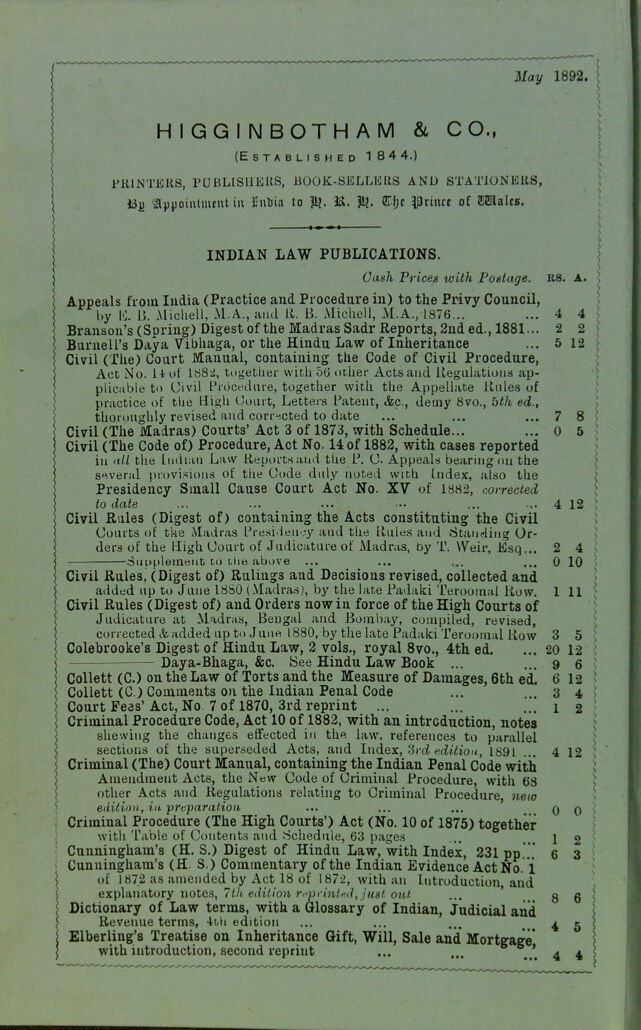 May 1892.
HIGGINBOTHAM & CO.,
(ESTABLISHED 1844.)
PRINTERS, PUBLISHERS, BOOK-SELLERS AND STATIONERS,
By Appointment in India to H. R. H. The Prince of Wales.
INDIAN LAW PUBLICATIONS.
Cash Prices with Postage. RS. A.
Appeals from India (Practice and Procedure in) to the Privy Council,
by E. B. Michell, M.A., and R. B. Michell, M.A., 1876... ... 4 4
Branson's (Spring) Digest of the Madras Sadr Reports, 2nd ed., 1881... 2 2
Burnell's Daya Vibhaga, or the Hindu Law of Inheritance ... 5 12
Civil (The) Court Manual, containing the Code of Civil Procedure,
Act No. 14 of 1882, together with 56 other Acts and Regulations ap-
plicable to Civil Procedure, together with the Appellate Rules of
practice of the High Court, Letters Patent, &c., demy 8vo., 5th ed.,
thoroughly revised and corrected to date ... ... ... 7 8
Civil (The Madras) Courts' Act 3 of 1873, with Schedule... ... 0 5
Civil (The Code of) Procedure, Act No. 14 of 1882, with cases reported
in all the Indian Law Reports and the P. C. Appeals bearing on the
several provisions of the Code duly noted with Index, also the
Presidency Small Cause Court Act No. XV of 1882, corrected
to date ... ... ... ... ... ... 4 12
Civil Rules (Digest of) containing the Acts constituting the Civil
Courts of the Madras Presidency and the Rules and Standing Or-
ders of the High Court of Judicature of Madras, by T. Weir, Esq... 2 4
————Supplement to the above ... ... ... ... 0 10
Civil Rules, (Digest of) Rulings and Decisions revised, collected and
added up to June 1880 (Madras), by the late Padaki Teroomal Row. 1 11
Civil Rules (Digest of) and Orders now in force of the High Courts of
Judicature at Madras, Bengal and Bombay, compiled, revised,
corrected & added up to June 1880, by the late Padaki Teroomal Row 3 5
Colebrooke's Digest of Hindu Law, 2 vols., royal 8vo., 4th ed. ... 20 12
———— Daya-Bhaga, &c. See Hindu Law Book ... ... 9 6
Collett (C.) on the Law of Torts and the Measure of Damages, 6th ed. 6 12
Collett (C.) Comments on the Indian Penal Code ... ... 3 4
Court Fees' Act, No. 7 of 1870, 3rd reprint ... ... ... 1 2
Criminal Procedure Code, Act 10 of 1882, with an introduction, notes
shewing the changes effected in the law, references to parallel
sections of the superseded Acts, and Index, 3rd edition, 1891 ... 4 12
Criminal (The) Court Manual, containing the Indian Penal Code with
Amendment Acts, the New Code of Criminal Procedure, with 68
other Acts and Regulations relating to Criminal Procedure, new
edition, in preparation ... ... ... ... 0 0
Criminal Procedure (The High Courts') Act (No. 10 of 1875) together
with Table of Contents and Schedule, 63 pages ... ... 1 2
Cunningham's (H. S.) Digest of Hindu Law, with Index, 231 pp... 6 3
Cunningham's (H. S.) Commentary of the Indian Evidence Act No. 1
of 1872 as amended by Act 18 of 1872, with an Introduction, and
explanatory notes, 7th edition reprinted, just out ... ... 8 6
Dictionary of Law terms, with a Glossary of Indian, Judicial and
Revenue terms, 4th edition ... ... ... ... 4 5
Elberling's Treatise on Inheritance Gift, Will, Sale and Mortgage,
with introduction, second reprint ... ... ... 4 4